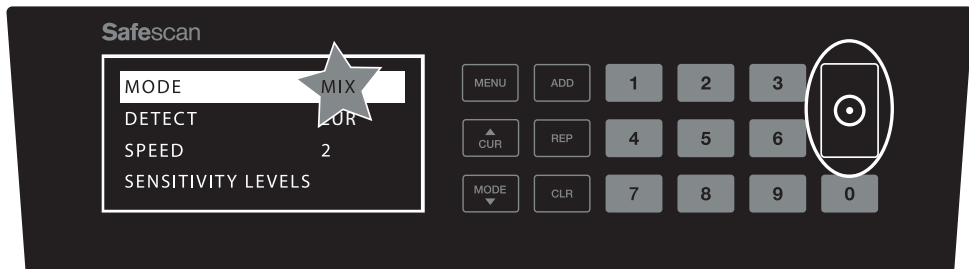 Safescan
MODE MIX
DETECT EUR
SPEED 2
SENSITIVITY LEVELS
MENU ADD 1 2 3
CUR REP 4 5 6
MODE CLR 7 8 9 0